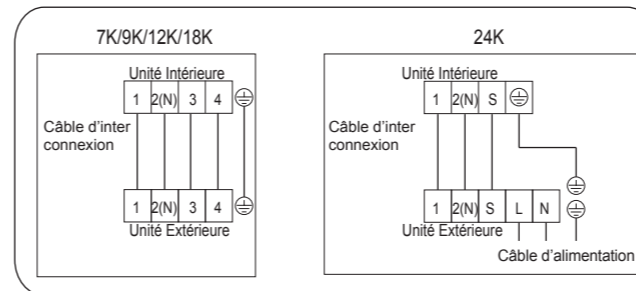 7K/9K/12K/18K
Unité Intérieure
1 2(N) 3 4
Câble d'inter
connexion
1 2(N) 3 4
Unité Extérieure
24K
Unité Intérieure
1 2(N) S
Câble d'inter
connexion
1 2(N) S L N
Unité Extérieure
Câble d'alimentation